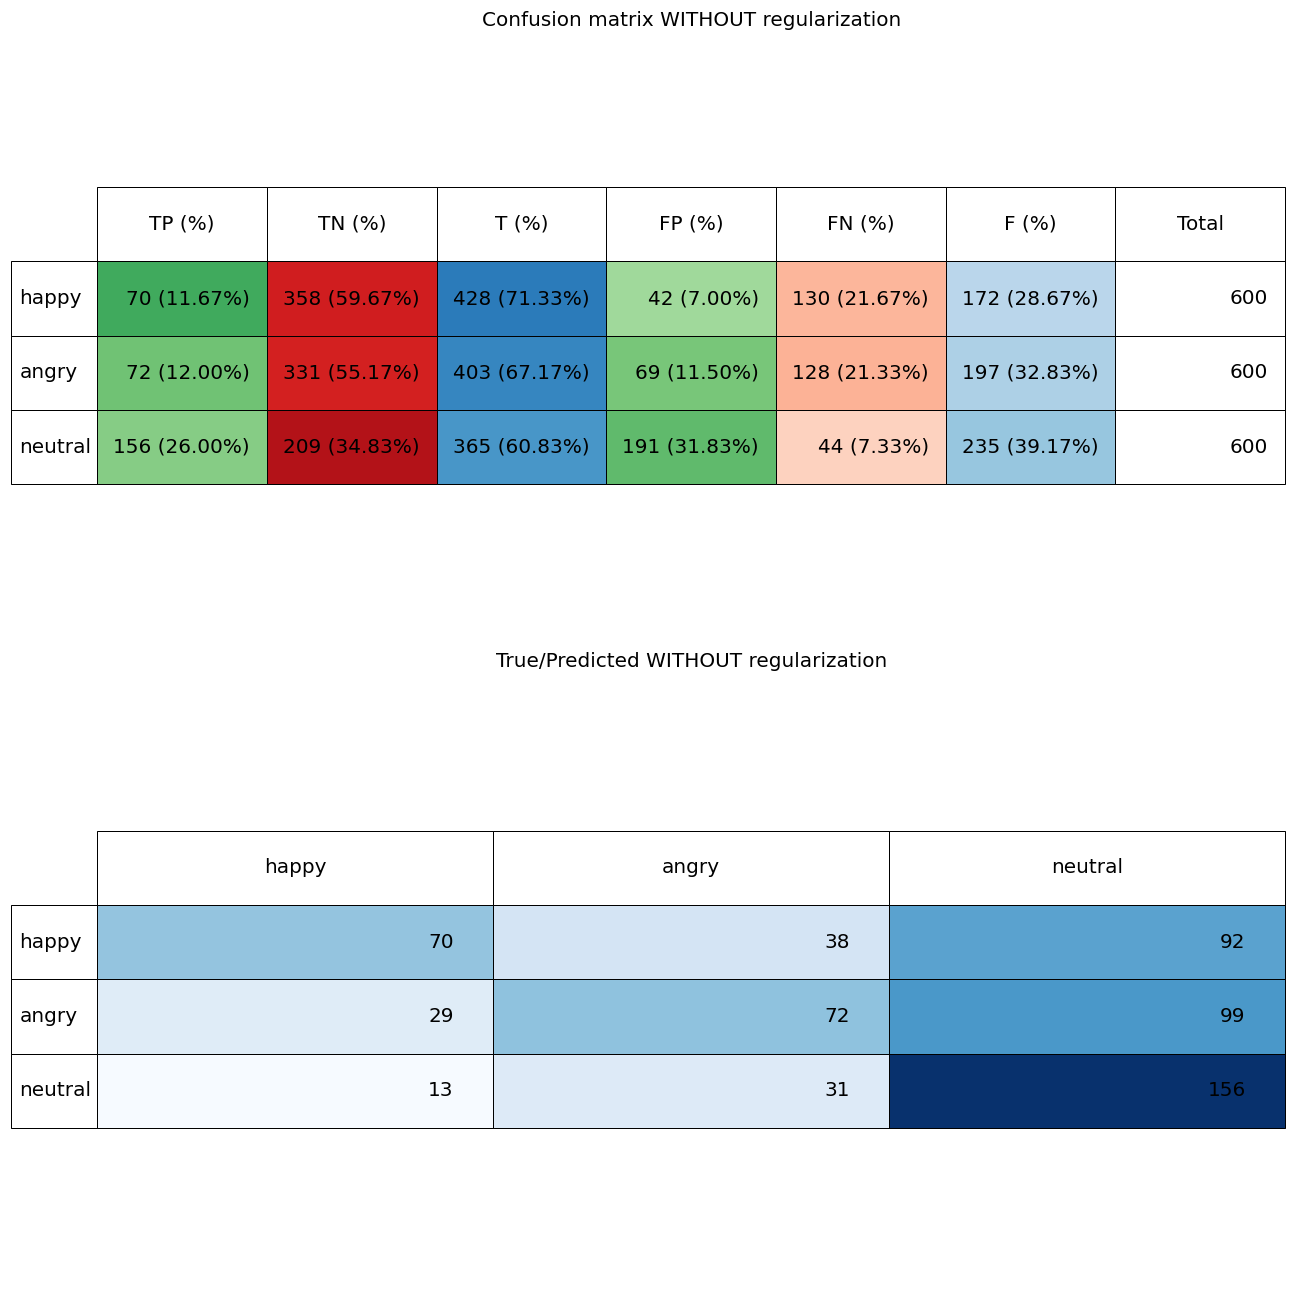 Confusion matrix WITHOUT regularization
TP (%) TN (%) T (%) FP (%) FN (%) F (%) Total
happy 70 (11.67%) 358 (59.67%) 428 (71.33%) 42 (7.00%) 130 (21.67%) 172 (28.67%) 600
angry 72 (12.00%) 331 (55.17%) 403 (67.17%) 69 (11.50%) 128 (21.33%) 197 (32.83%) 600
neutral 156 (26.00%) 209 (34.83%) 365 (60.83%) 191 (31.83%) 44 (7.33%) 235 (39.17%) 600
True/Predicted WITHOUT regularization
happy angry neutral
happy 70 38 92
angry 29 72 99
neutral 13 31 156